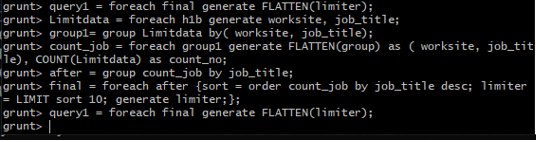 grunt> query1 = foreach final generate FLATTEN(limiter);
grunt> Limitdata = foreach h1b generate worksite, job_title;
grunt> group1= group Limitdata by( worksite, job_title);
grunt> count_job = foreach group1 generate FLATTEN(group) as ( worksite, job_tit
le), COUNT(Limitdata) as count_no;
grunt> after = group count_job by job_title;
grunt> final = foreach after {sort = order count_job by job_title desc; limiter
= LIMIT sort 10; generate limiter;};
grunt> query1 = foreach final generate FLATTEN(limiter);
grunt>